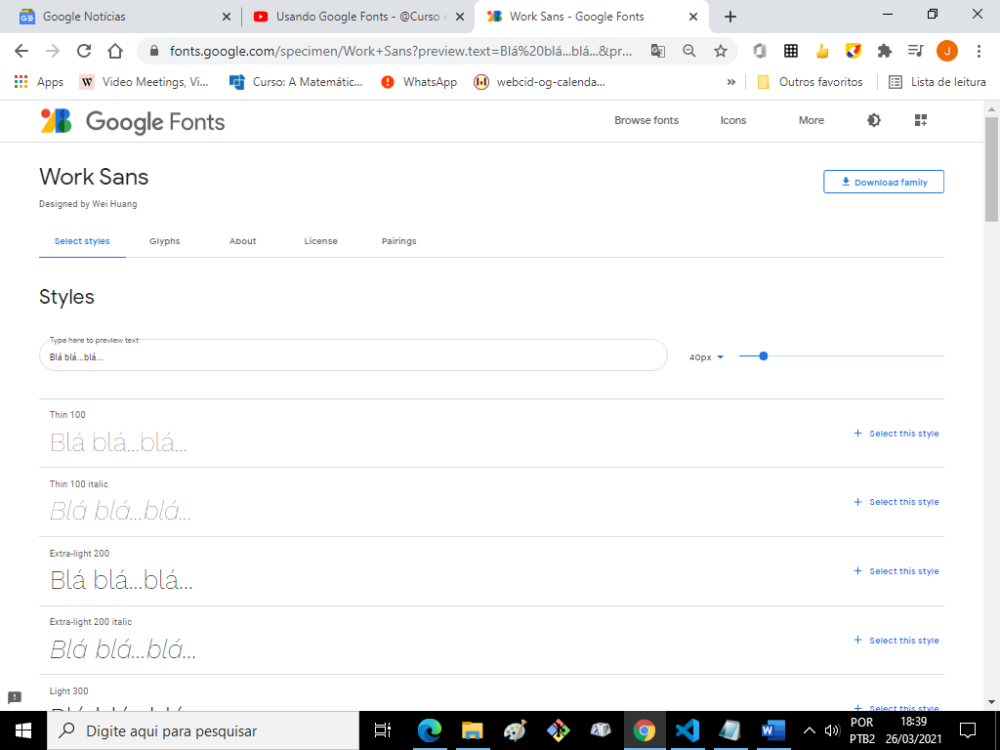 Google Notícias
Usando Google Fonts - @Curso
Work Sans - Google Fonts
fonts.google.com/specimen/Work+Sans?preview.text=Blá%20blá...blá...&pr...
J
Apps
W Video Meetings, Vi...
Curso: A Matemátic...
WhatsApp
webcid-og-calenda...
»
Outros favoritos
Lista de leitura
Google Fonts
Browse fonts
Icons
More
Work Sans
Download family
Designed by Wei Huang
Select styles
Glyphs
About
License
Pairings
Styles
Type here to preview text
Blá blá...blá...
40px
Thin 100
Blá blá...blá...
+ Select this style
Thin 100 italic
Blá blá...blá...
+ Select this style
Extra-light 200
Blá blá...blá...
+ Select this style
Extra-light 200 italic
Blá blá...blá...
+ Select this style
Light 300
Blá blá...blá...
+ Select this style
Digite aqui para pesquisar
POR
PTB2
18:39
26/03/2021